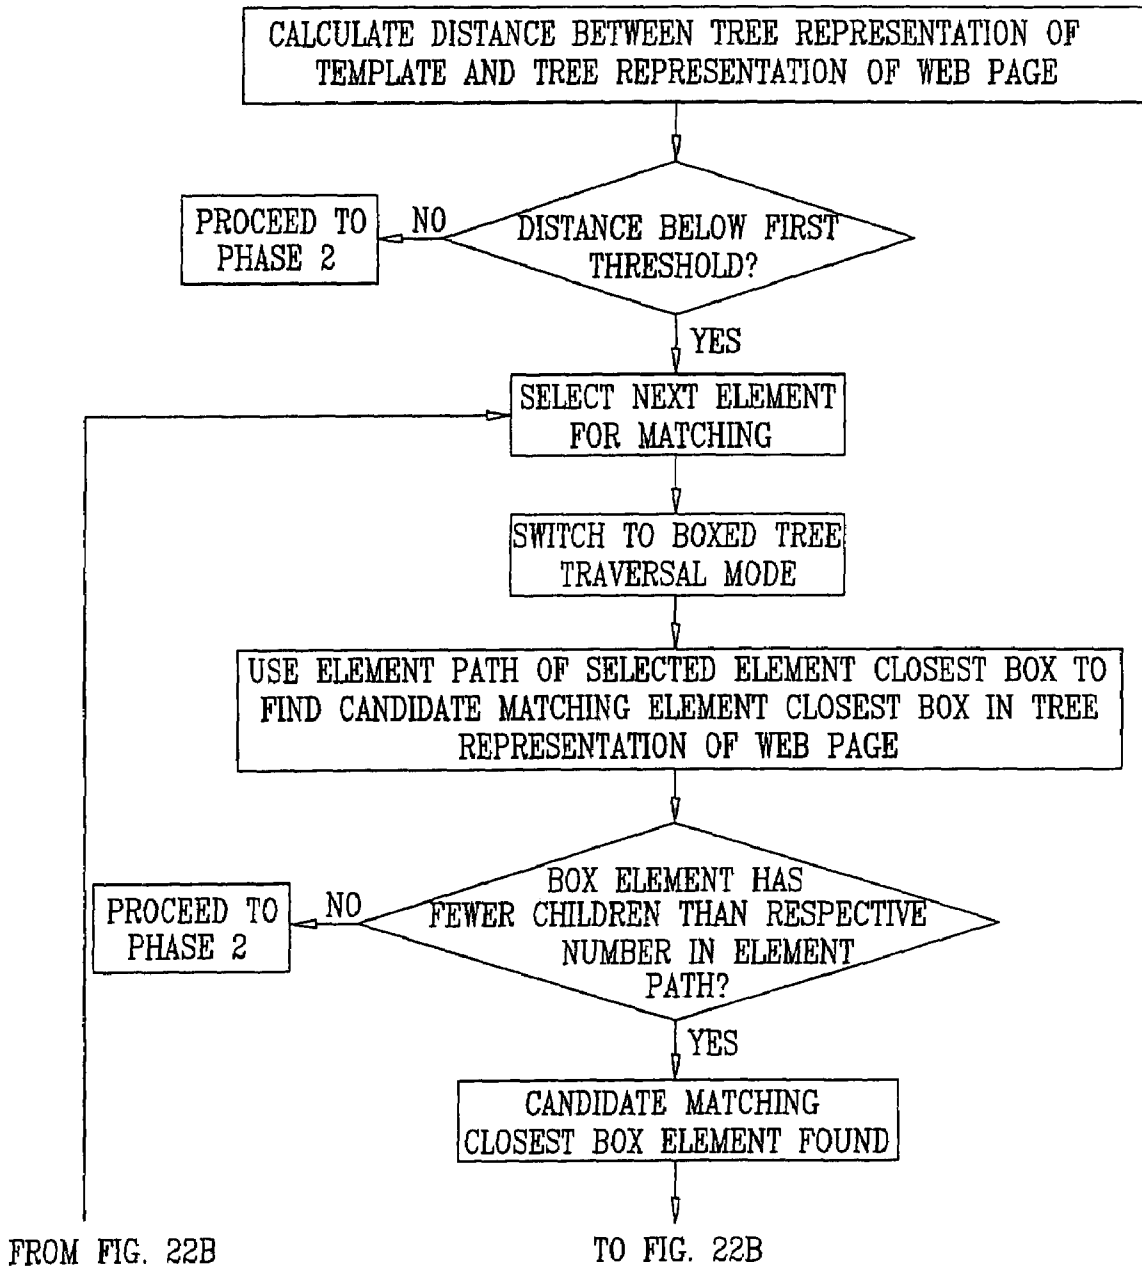 CALCULATE DISTANCE BETWEEN TREE REPRESENTATION OF
TEMPLATE AND TREE REPRESENTATION OF WEB PAGE
DISTANCE BELOW FIRST
THRESHOLD?
NO
PROCEED TO
PHASE 2
YES
SELECT NEXT ELEMENT
FOR MATCHING
SWITCH TO BOXED TREE
TRAVERSAL MODE
USE ELEMENT PATH OF SELECTED ELEMENT CLOSEST BOX TO
FIND CANDIDATE MATCHING ELEMENT CLOSEST BOX IN TREE
REPRESENTATION OF WEB PAGE
BOX ELEMENT HAS
FEWER CHILDREN THAN RESPECTIVE
NUMBER IN ELEMENT
PATH?
NO
PROCEED TO
PHASE 2
YES
CANDIDATE MATCHING
CLOSEST BOX ELEMENT FOUND
FROM FIG. 22B
TO FIG. 22B